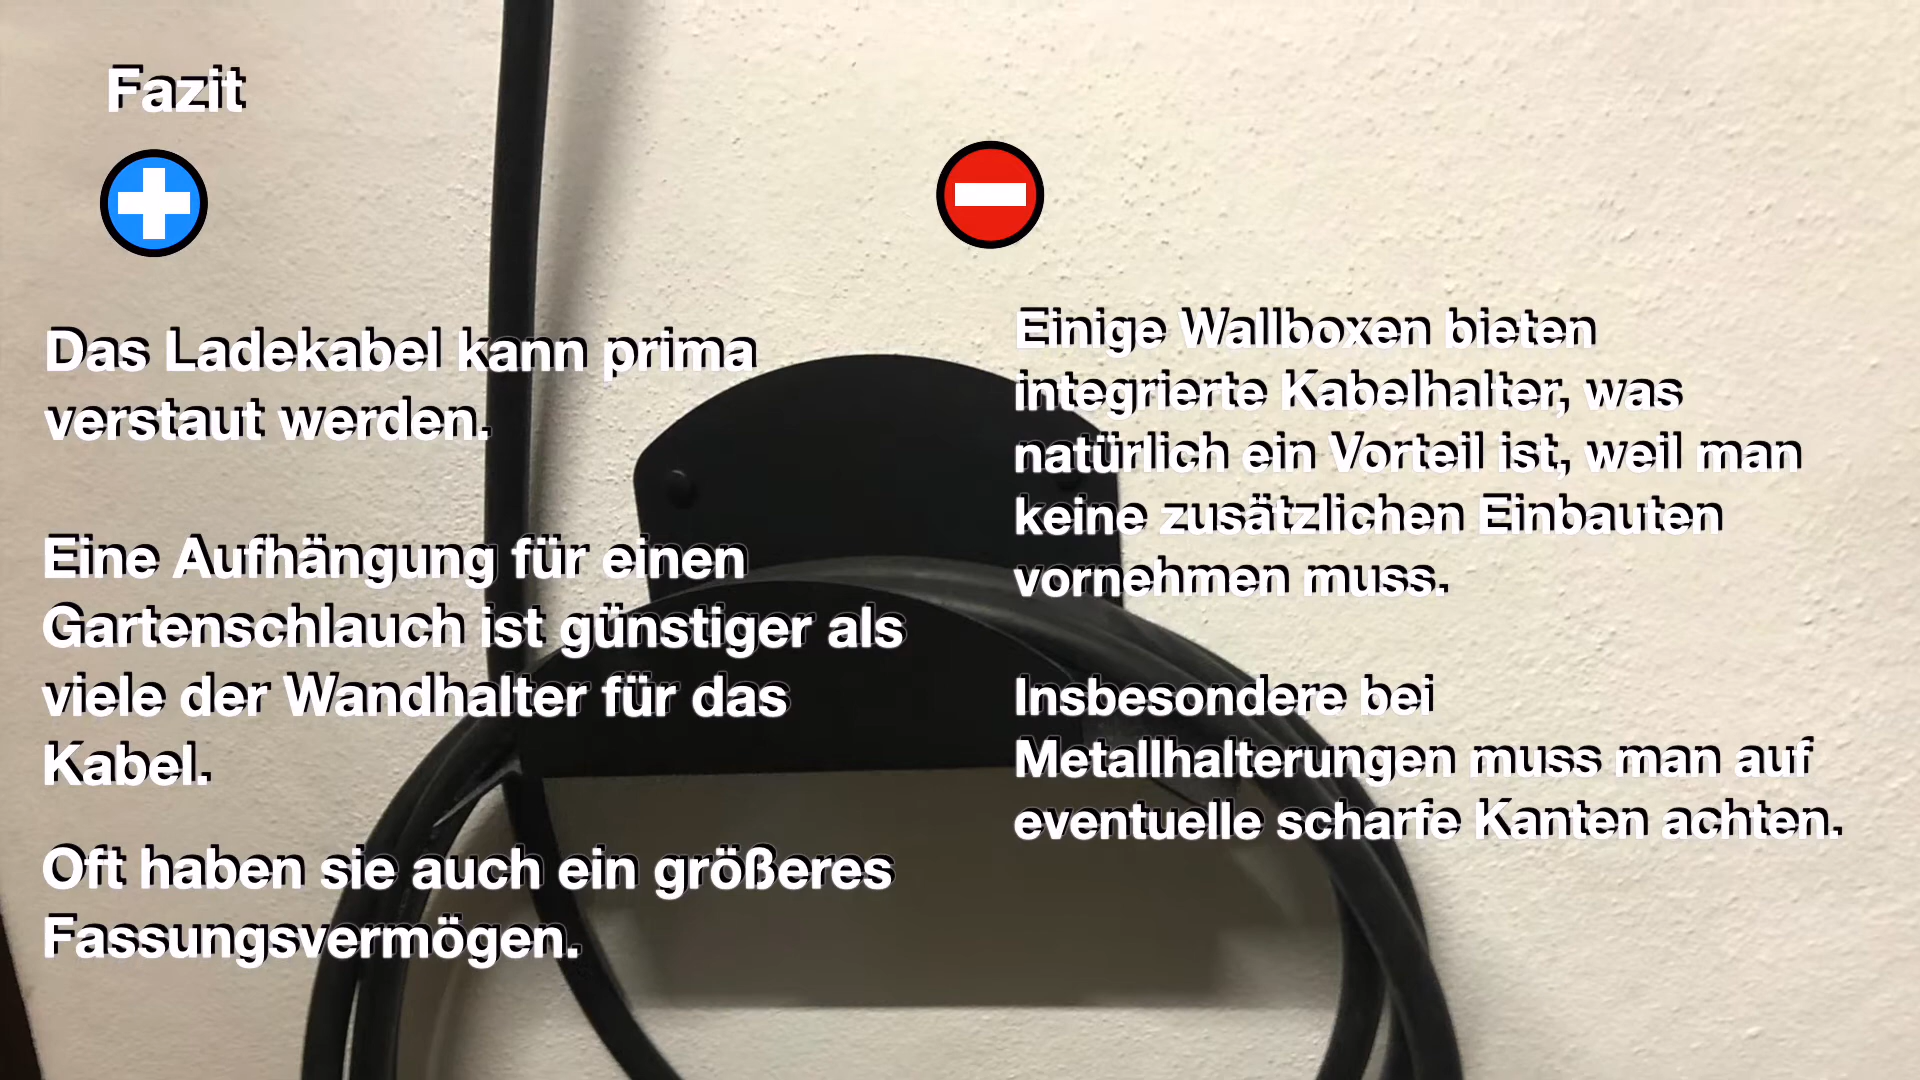 Fazit
Das Ladekabel kann prima
verstaut werden.
Eine Aufhängung für einen
Gartenschlauch ist günstiger als
viele der Wandhalter für das
Kabel.
Oft haben sie auch ein größeres
Fassungsvermögen.
Einige Wallboxen bieten
integrierte Kabelhalter, was
natürlich ein Vorteil ist, weil man
keine zusätzlichen Einbauten
vornehmen muss.
Insbesondere bei
Metallhalterungen muss man auf
eventuelle scharfe Kanten achten.